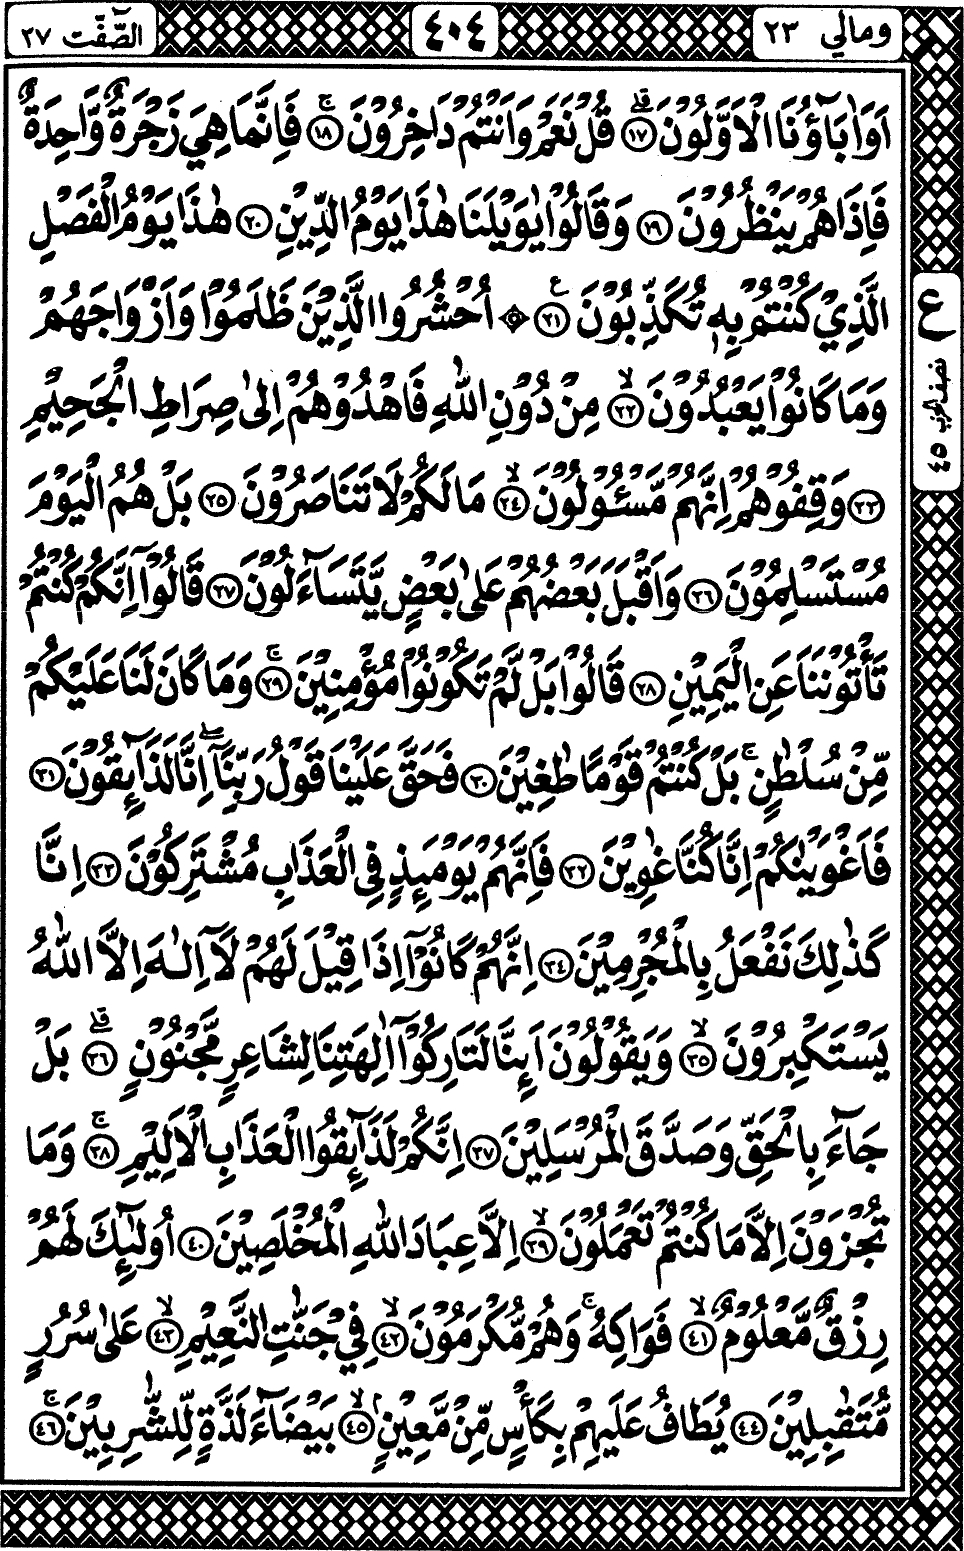 ومالي ٢٣
٤٠٤
الصّٰٓفّٰت ٣٧
اَوَاٰبَآؤُنَا الْاَوَّلُوْنَ ۙ﴿١٧﴾ قُلْ نَعَمْ وَاَنْتُمْ دَاخِرُوْنَ ۚ﴿١٨﴾ فَاِنَّمَا هِيَ زَجْرَةٌ وَّاحِدَةٌ
فَاِذَا هُمْ يَنْظُرُوْنَ ﴿١٩﴾ وَقَالُوْا يٰوَيْلَنَا هٰذَا يَوْمُ الدِّيْنِ ﴿٢٠﴾ هٰذَا يَوْمُ الْفَصْلِ
الَّذِيْ كُنْتُمْ بِهٖ تُكَذِّبُوْنَ ﴿٢١﴾ۧ اُحْشُرُوا الَّذِيْنَ ظَلَمُوْا وَاَزْوَاجَهُمْ
وَمَا كَانُوْا يَعْبُدُوْنَ ۙ﴿٢٢﴾ مِنْ دُوْنِ اللّٰهِ فَاهْدُوْهُمْ اِلٰى صِرَاطِ الْجَحِيْمِ
﴿٢٣﴾ وَقِفُوْهُمْ اِنَّهُمْ مَّسْئُوْلُوْنَ ۙ﴿٢٤﴾ مَا لَكُمْ لَا تَنَاصَرُوْنَ ﴿٢٥﴾ بَلْ هُمُ الْيَوْمَ
مُسْتَسْلِمُوْنَ ﴿٢٦﴾ وَاَقْبَلَ بَعْضُهُمْ عَلٰى بَعْضٍ يَّتَسَآءَلُوْنَ ﴿٢٧﴾ قَالُوْٓا اِنَّكُمْ كُنْتُمْ
تَأْتُوْنَنَا عَنِ الْيَمِيْنِ ﴿٢٨﴾ قَالُوْا بَلْ لَّمْ تَكُوْنُوْا مُؤْمِنِيْنَ ۚ﴿٢٩﴾ وَمَا كَانَ لَنَا عَلَيْكُمْ
مِّنْ سُلْطٰنٍ ۚ بَلْ كُنْتُمْ قَوْمًا طٰغِيْنَ ﴿٣٠﴾ فَحَقَّ عَلَيْنَا قَوْلُ رَبِّنَآ ۖ اِنَّا لَذَآئِقُوْنَ ﴿٣١﴾
فَاَغْوَيْنٰكُمْ اِنَّا كُنَّا غٰوِيْنَ ﴿٣٢﴾ فَاِنَّهُمْ يَوْمَئِذٍ فِي الْعَذَابِ مُشْتَرِكُوْنَ ﴿٣٣﴾ اِنَّا
كَذٰلِكَ نَفْعَلُ بِالْمُجْرِمِيْنَ ﴿٣٤﴾ اِنَّهُمْ كَانُوْٓا اِذَا قِيْلَ لَهُمْ لَآ اِلٰهَ اِلَّا اللّٰهُ
يَسْتَكْبِرُوْنَ ۙ﴿٣٥﴾ وَيَقُوْلُوْنَ اَئِنَّا لَتَارِكُوْٓا اٰلِهَتِنَا لِشَاعِرٍ مَّجْنُوْنٍ ۗ﴿٣٦﴾ بَلْ
جَآءَ بِالْحَقِّ وَصَدَّقَ الْمُرْسَلِيْنَ ﴿٣٧﴾ اِنَّكُمْ لَذَآئِقُوا الْعَذَابِ الْاَلِيْمِ ۚ﴿٣٨﴾ وَمَا
تُجْزَوْنَ اِلَّا مَا كُنْتُمْ تَعْمَلُوْنَ ۙ﴿٣٩﴾ اِلَّا عِبَادَ اللّٰهِ الْمُخْلَصِيْنَ ﴿٤٠﴾ اُولٰٓئِكَ لَهُمْ
رِزْقٌ مَّعْلُوْمٌ ۙ﴿٤١﴾ فَوَاكِهُ ۚ وَهُمْ مُّكْرَمُوْنَ ۙ﴿٤٢﴾ فِيْ جَنّٰتِ النَّعِيْمِ ۙ﴿٤٣﴾ عَلٰى سُرُرٍ
مُّتَقٰبِلِيْنَ ﴿٤٤﴾ يُطَافُ عَلَيْهِمْ بِكَأْسٍ مِّنْ مَّعِيْنٍ ۙ﴿٤٥﴾ بَيْضَآءَ لَذَّةٍ لِّلشّٰرِبِيْنَ ۚ﴿٤٦﴾
ع
نصف الحزب
٤٥